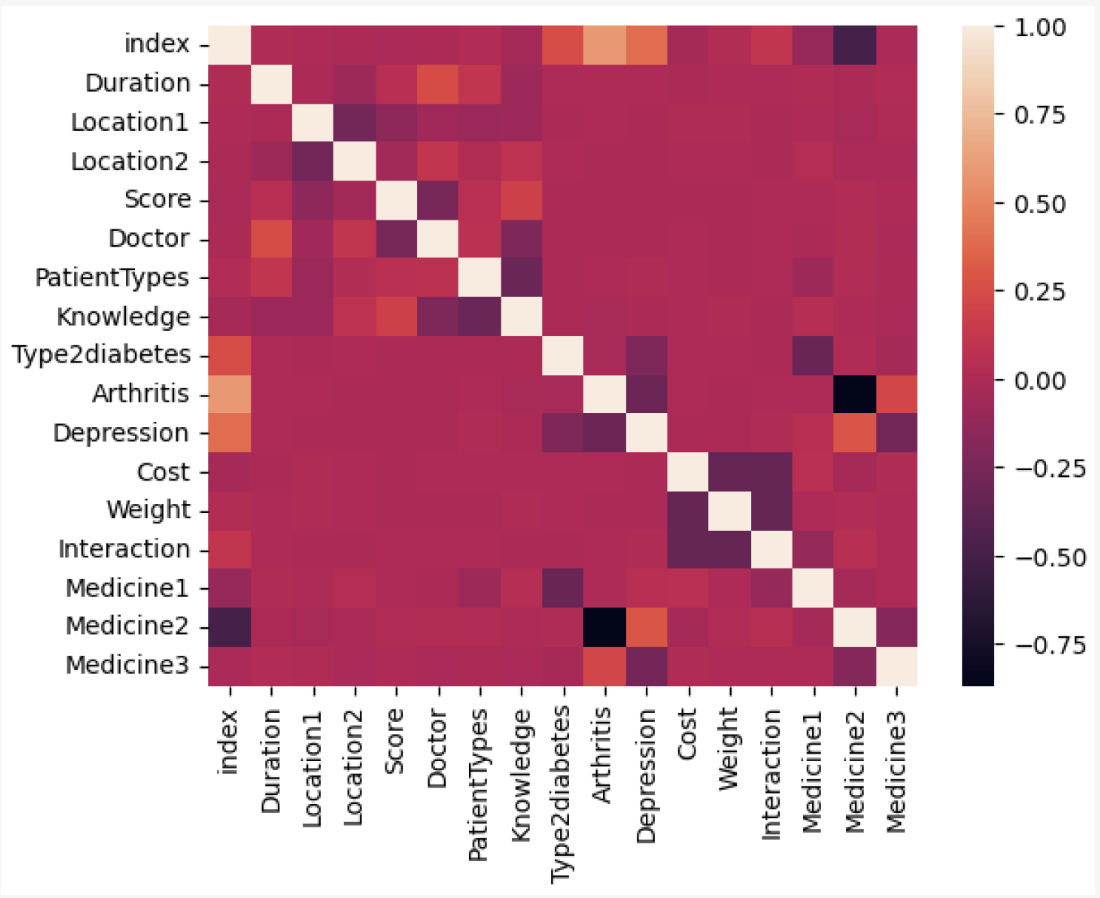 index
Duration
Location1
Location2
Score
Doctor
PatientTypes
Knowledge
Type2diabetes
Arthritis
Depression
Cost
Weight
Interaction
Medicine1
Medicine2
Medicine3
index
Duration
Location1
Location2
Score
Doctor
PatientTypes
Knowledge
Type2diabetes
Arthritis
Depression
Cost
Weight
Interaction
Medicine1
Medicine2
Medicine3
1.00
0.75
0.50
0.25
0.00
−0.25
−0.50
−0.75